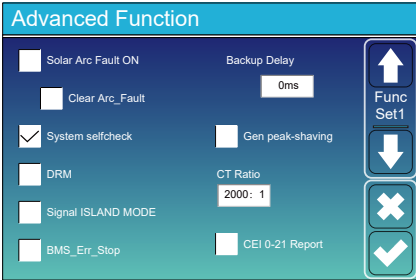 Advanced Function
Solar Arc Fault ON
Backup Delay
0ms
Clear Arc_Fault
Func
Set1
System selfcheck
Gen peak-shaving
DRM
CT Ratio
2000: 1
Signal ISLAND MODE
BMS_Err_Stop
CEI 0-21 Report